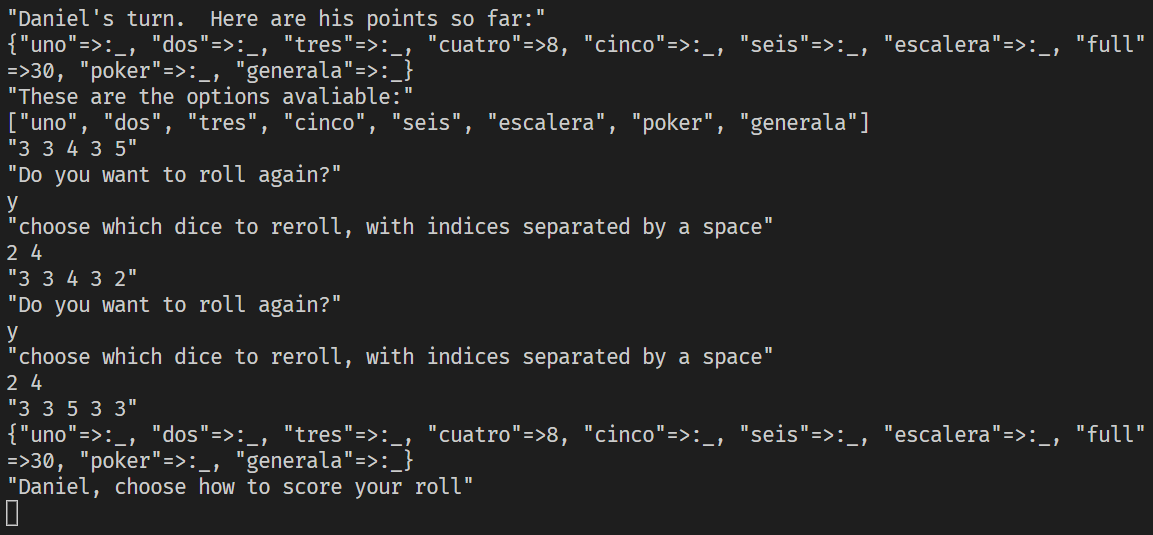 "Daniel's turn.  Here are his points so far:"
{"uno"=>:_, "dos"=>:_, "tres"=>:_, "cuatro"=>8, "cinco"=>:_, "seis"=>:_, "escalera"=>:_, "full"
=>30, "poker"=>:_, "generala"=>:_}
"These are the options avaliable:"
["uno", "dos", "tres", "cinco", "seis", "escalera", "poker", "generala"]
"3 3 4 3 5"
"Do you want to roll again?"
y
"choose which dice to reroll, with indices separated by a space"
2 4
"3 3 4 3 2"
"Do you want to roll again?"
y
"choose which dice to reroll, with indices separated by a space"
2 4
"3 3 5 3 3"
{"uno"=>:_, "dos"=>:_, "tres"=>:_, "cuatro"=>8, "cinco"=>:_, "seis"=>:_, "escalera"=>:_, "full"
=>30, "poker"=>:_, "generala"=>:_}
"Daniel, choose how to score your roll"